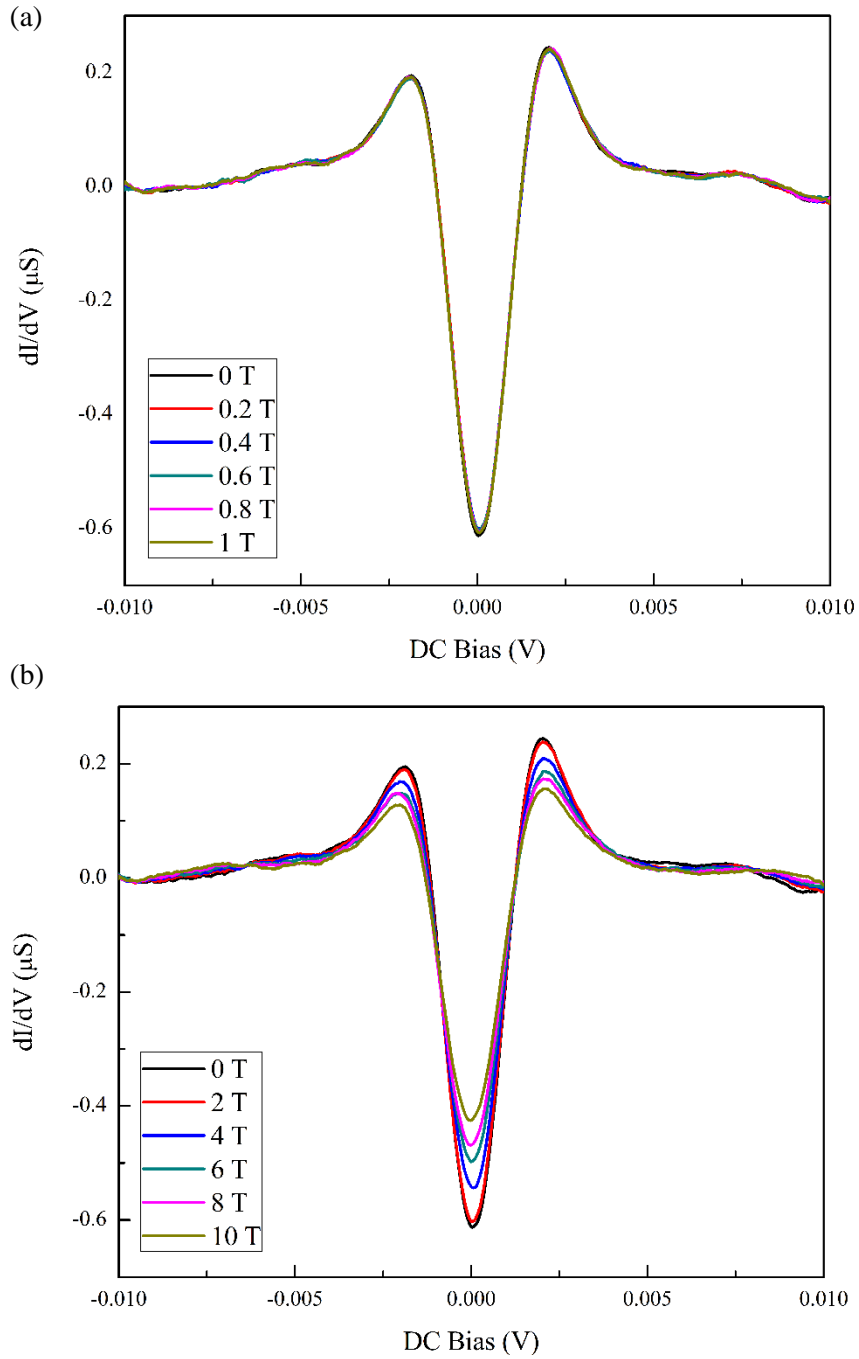 (a)
0.2
0.0
-0.2
-0.4
-0.6
dI/dV (μS)
0 T
0.2 T
0.4 T
0.6 T
0.8 T
1 T
-0.010
-0.005
0.000
0.005
0.010
DC Bias (V)
(b)
0.2
0.0
-0.2
-0.4
-0.6
dI/dV (μS)
0 T
2 T
4 T
6 T
8 T
10 T
-0.010
-0.005
0.000
0.005
0.010
DC Bias (V)